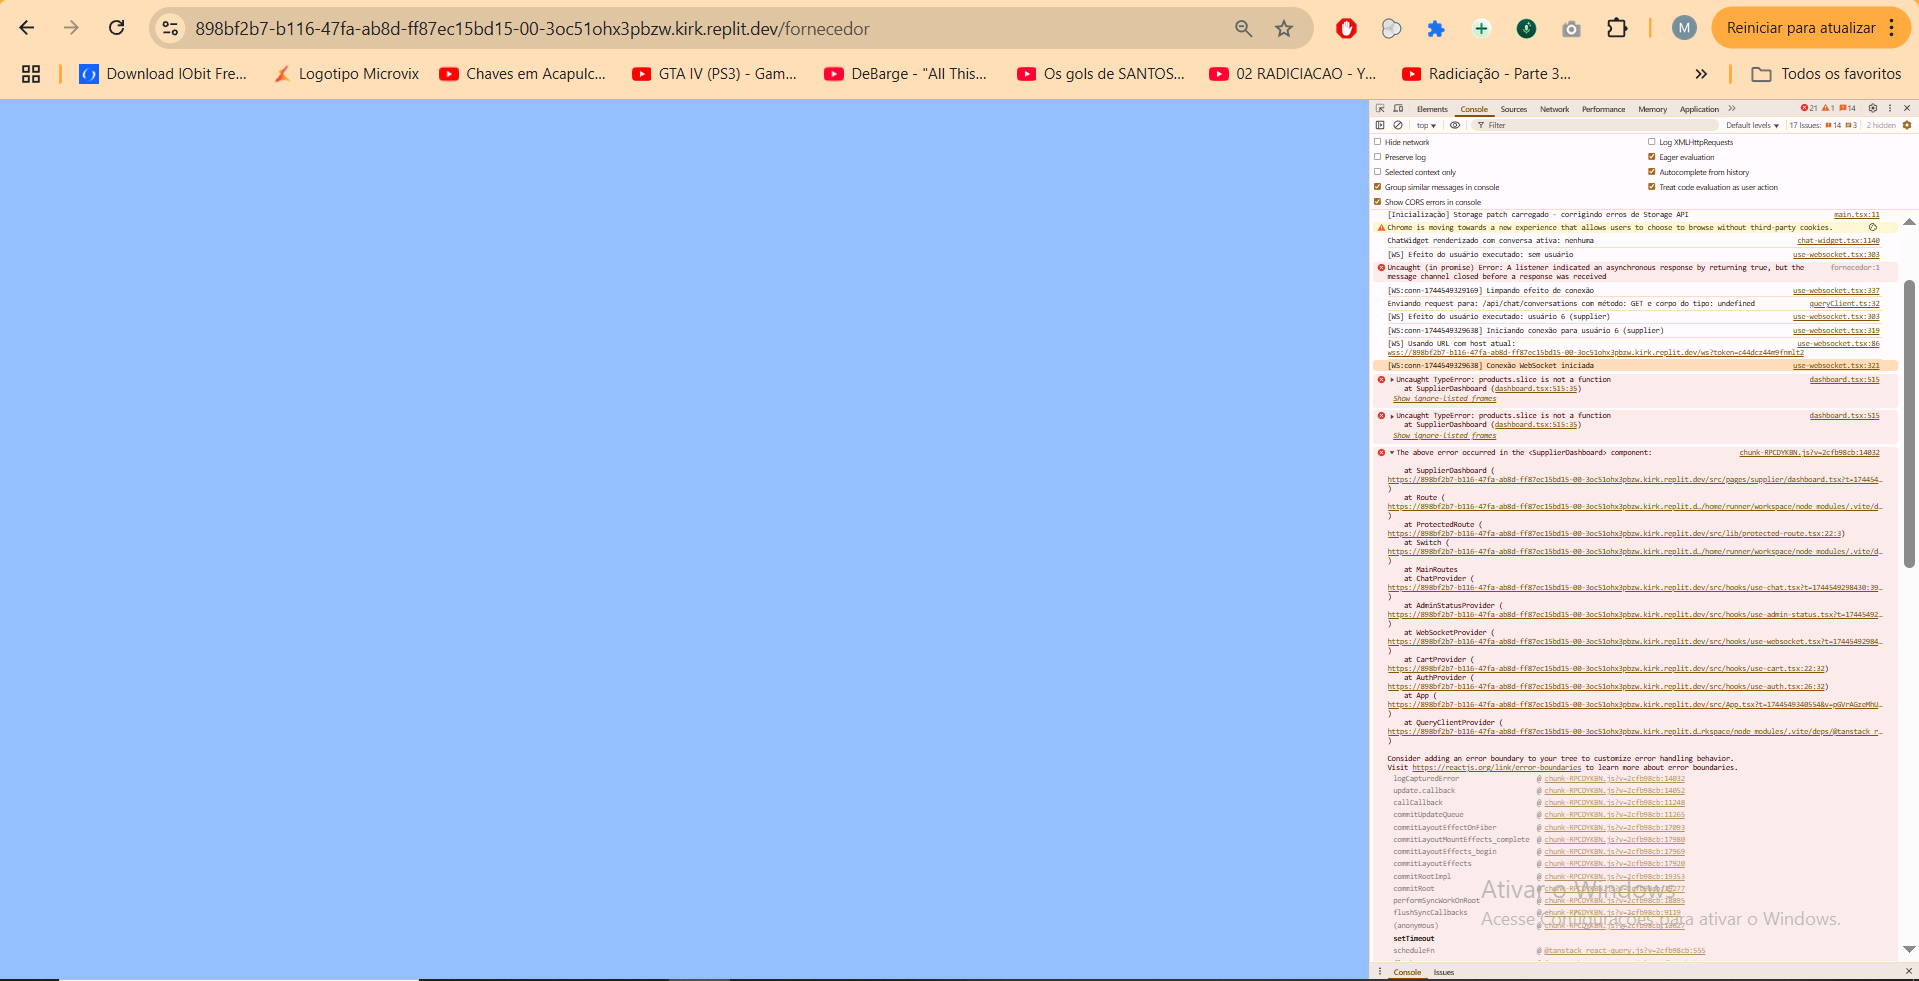 898bf2b7-b116-47fa-ab8d-ff87ec15bd15-00-3oc51ohx3pbzw.kirk.replit.dev/fornecedor
M
Reiniciar para atualizar
Download IObit Fre...
Logotipo Microvix
Chaves em Acapulc...
GTA IV (PS3) - Gam...
DeBarge - "All This...
Os gols de SANTOS...
02 RADICIACAO - Y...
Radiciação - Parte 3...
Todos os favoritos
Elements Console Sources Network Performance Memory Application 21 1 14
top Filter Default levels 17 Issues: 14 3 2 hidden
Hide network Log XMLHttpRequests
Preserve log Eager evaluation
Selected context only Autocomplete from history
Group similar messages in console Treat code evaluation as user action
Show CORS errors in console
[Inicialização] Storage patch carregado - corrigindo erros de Storage API main.tsx:11
Chrome is moving towards a new experience that allows users to choose to browse without third-party cookies.
ChatWidget renderizado com conversa ativa: nenhuma chat-widget.tsx:1140
[WS] Efeito do usuário executado: sem usuário use-websocket.tsx:303
Uncaught (in promise) Error: A listener indicated an asynchronous response by returning true, but the fornecedor:1
message channel closed before a response was received
[WS:conn-1744549329169] Limpando efeito de conexão use-websocket.tsx:337
Enviando request para: /api/chat/conversations com método: GET e corpo do tipo: undefined queryClient.ts:32
[WS] Efeito do usuário executado: usuário 6 (supplier) use-websocket.tsx:303
[WS:conn-1744549329638] Iniciando conexão para usuário 6 (supplier) use-websocket.tsx:319
[WS] Usando URL com host atual: use-websocket.tsx:86
wss://898bf2b7-b116-47fa-ab8d-ff87ec15bd15-00-3oc51ohx3pbzw.kirk.replit.dev/ws?token=c44dcz44m9fnmlt2
[WS:conn-1744549329638] Conexão WebSocket iniciada use-websocket.tsx:321
Uncaught TypeError: products.slice is not a function dashboard.tsx:515
at SupplierDashboard (dashboard.tsx:515:35)
Show ignore-listed frames
Uncaught TypeError: products.slice is not a function dashboard.tsx:515
at SupplierDashboard (dashboard.tsx:515:35)
Show ignore-listed frames
The above error occurred in the <SupplierDashboard> component: chunk-RPCDYKBN.js?v=2cfb98cb:14032
at SupplierDashboard (
https://898bf2b7-b116-47fa-ab8d-ff87ec15bd15-00-3oc51ohx3pbzw.kirk.replit.dev/src/pages/supplier/dashboard.tsx?t=174454…
)
at Route (
https://898bf2b7-b116-47fa-ab8d-ff87ec15bd15-00-3oc51ohx3pbzw.kirk.replit.d…/home/runner/workspace/node_modules/.vite/d…
)
at ProtectedRoute (
https://898bf2b7-b116-47fa-ab8d-ff87ec15bd15-00-3oc51ohx3pbzw.kirk.replit.dev/src/lib/protected-route.tsx:22:3)
at Switch (
https://898bf2b7-b116-47fa-ab8d-ff87ec15bd15-00-3oc51ohx3pbzw.kirk.replit.d…/home/runner/workspace/node_modules/.vite/d…
)
at MainRoutes
at ChatProvider (
https://898bf2b7-b116-47fa-ab8d-ff87ec15bd15-00-3oc51ohx3pbzw.kirk.replit.dev/src/hooks/use-chat.tsx?t=1744549298430:39…
)
at AdminStatusProvider (
https://898bf2b7-b116-47fa-ab8d-ff87ec15bd15-00-3oc51ohx3pbzw.kirk.replit.dev/src/hooks/use-admin-status.tsx?t=17445492…
)
at WebSocketProvider (
https://898bf2b7-b116-47fa-ab8d-ff87ec15bd15-00-3oc51ohx3pbzw.kirk.replit.dev/src/hooks/use-websocket.tsx?t=17445492984…
)
at CartProvider (
https://898bf2b7-b116-47fa-ab8d-ff87ec15bd15-00-3oc51ohx3pbzw.kirk.replit.dev/src/hooks/use-cart.tsx:22:32)
at AuthProvider (
https://898bf2b7-b116-47fa-ab8d-ff87ec15bd15-00-3oc51ohx3pbzw.kirk.replit.dev/src/hooks/use-auth.tsx:26:32)
at App (
https://898bf2b7-b116-47fa-ab8d-ff87ec15bd15-00-3oc51ohx3pbzw.kirk.replit.dev/src/App.tsx?t=1744549340554&v=pGVrAGzeMhU…
)
at QueryClientProvider (
https://898bf2b7-b116-47fa-ab8d-ff87ec15bd15-00-3oc51ohx3pbzw.kirk.replit.d…rkspace/node_modules/.vite/deps/@tanstack_r…
)
Consider adding an error boundary to your tree to customize error handling behavior.
Visit https://reactjs.org/link/error-boundaries to learn more about error boundaries.
logCapturedError @ chunk-RPCDYKBN.js?v=2cfb98cb:14032
update.callback @ chunk-RPCDYKBN.js?v=2cfb98cb:14052
callCallback @ chunk-RPCDYKBN.js?v=2cfb98cb:11248
commitUpdateQueue @ chunk-RPCDYKBN.js?v=2cfb98cb:11265
commitLayoutEffectOnFiber @ chunk-RPCDYKBN.js?v=2cfb98cb:17093
commitLayoutMountEffects_complete @ chunk-RPCDYKBN.js?v=2cfb98cb:17980
commitLayoutEffects_begin @ chunk-RPCDYKBN.js?v=2cfb98cb:17969
commitLayoutEffects @ chunk-RPCDYKBN.js?v=2cfb98cb:17920
commitRootImpl @ chunk-RPCDYKBN.js?v=2cfb98cb:19353
commitRoot @
performSyncWorkOnRoot @ chunk-RPCDYKBN.js?v=2cfb98cb:18895
flushSyncCallbacks @ chunk-RPCDYKBN.js?v=2cfb98cb:9119
(anonymous) @
setTimeout
scheduleFn @ @tanstack_react-query.js?v=2cfb98cb:555
Ativar o Windows
Acesse Configurações para ativar o Windows.
Console Issues